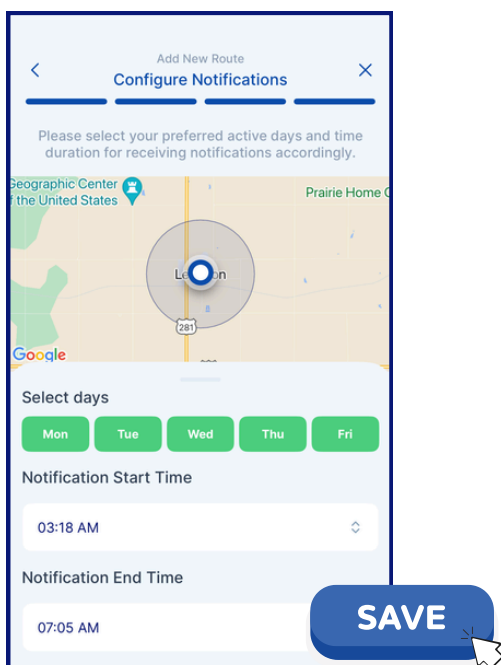 Add New Route
Configure Notifications
Please select your preferred active days and time
duration for receiving notifications accordingly.
Geographic Center
the United States
Prairie Home
281
Google
Select days
Mon Tue Wed Thu Fri
Notification Start Time
03:18 AM
Notification End Time
07:05 AM
SAVE